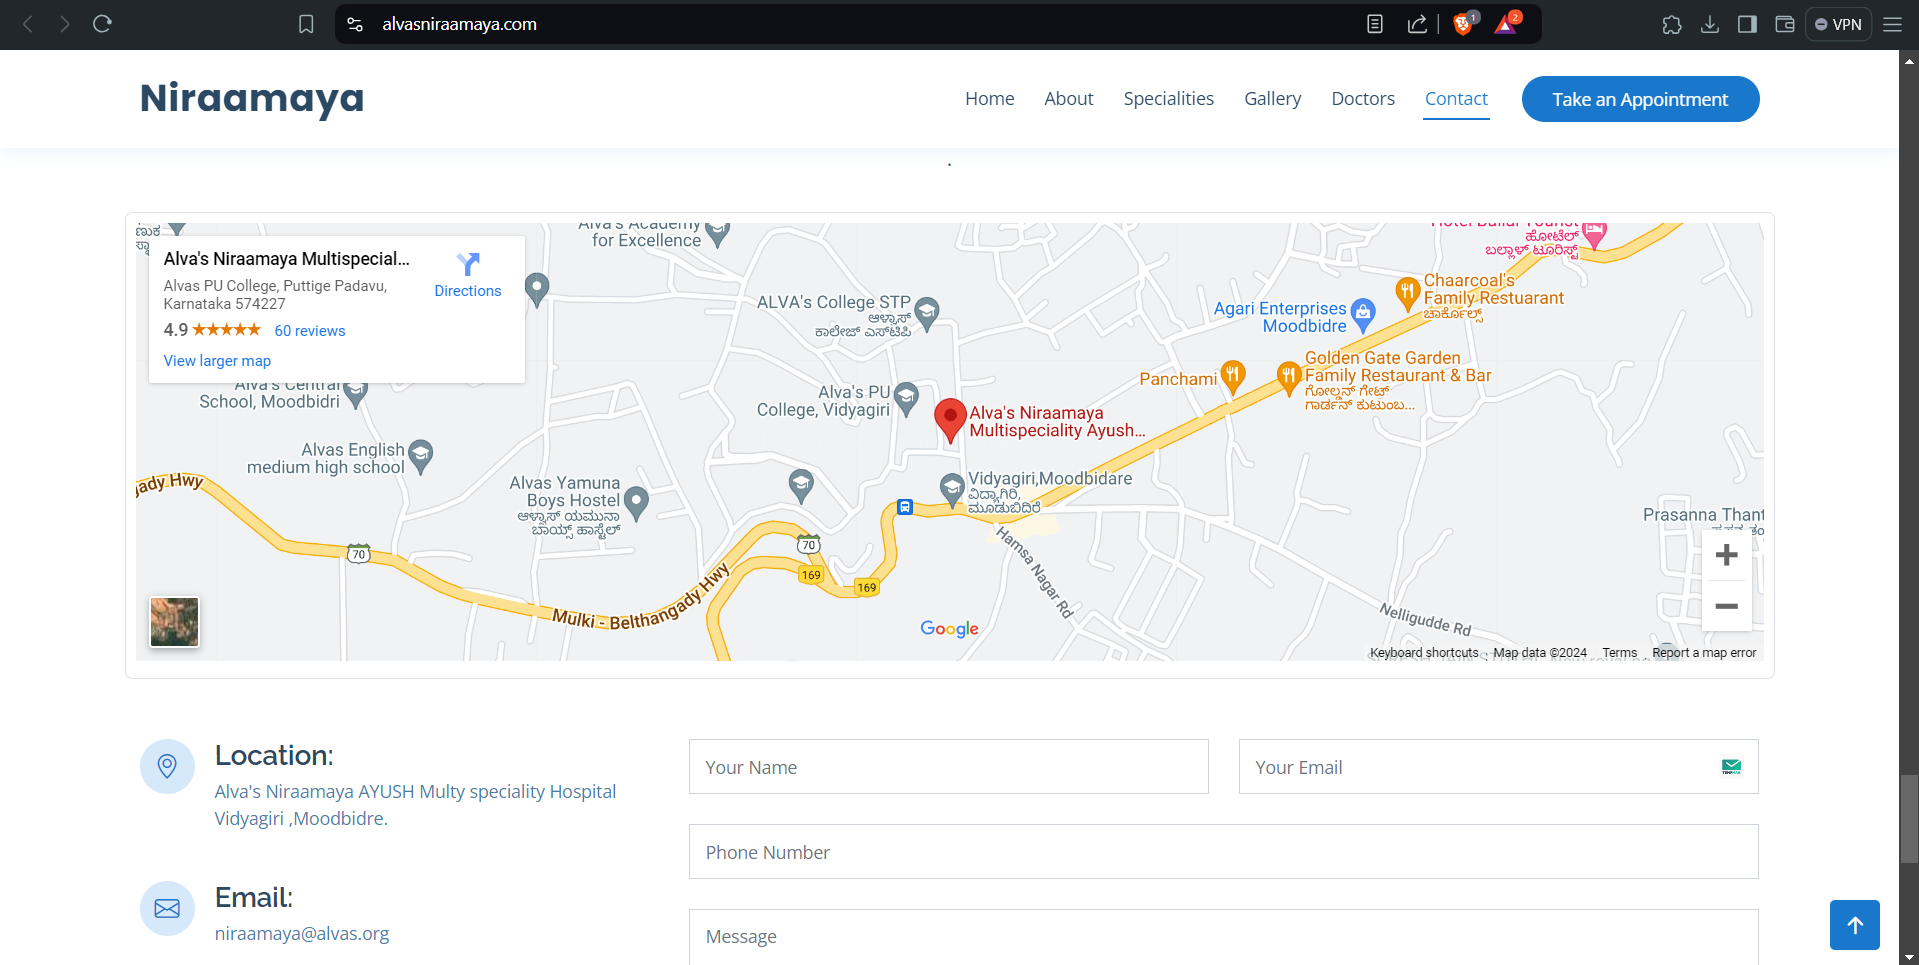 alvasniraamaya.com
1
2
VPN
Niraamaya
Home
About
Specialities
Gallery
Doctors
Contact
Take an Appointment
.
Alva's Niraamaya Multispecial...
Alvas PU College, Puttige Padavu,
Karnataka 574227
4.9
60 reviews
View larger map
Directions
Alva's Academy
for Excellence
ಹೋಟೆಲ್
ಬಲ್ಲಾಳ್ ಟೂರಿಸ್ಟ್
ALVA's College STP
ಆಳ್ವಾಸ್
ಕಾಲೇಜ್ ಎಸ್‌ಟಿಪಿ
Agari Enterprises
Moodbidre
Chaarcoal's
Family Restuarant
ಚಾರ್ಕೋಲ್ಸ್
Golden Gate Garden
Family Restaurant & Bar
ಗೋಲ್ಡನ್ ಗೇಟ್
ಗಾರ್ಡನ್ ಕುಟುಂಬ...
Panchami
Alva's Central
School, Moodbidri
Alva's PU
College, Vidyagiri
Alva's Niraamaya
Multispeciality Ayush...
Alvas English
medium high school
Alvas Yamuna
Boys Hostel
ಆಳ್ವಾಸ್ ಯಮುನಾ
ಬಾಯ್ಸ್ ಹಾಸ್ಟೆಲ್
Vidyagiri,Moodbidare
ವಿದ್ಯಾಗಿರಿ,
ಮೂಡುಬಿದಿರೆ
gady Hwy
70
70
169
169
Mulki - Belthangady Hwy
Hamsa Nagar Rd
Nelligudde Rd
Prasanna Thant
Google
Keyboard shortcuts
Map data ©2024
Terms
Report a map error
Location:
Alva's Niraamaya AYUSH Multy speciality Hospital
Vidyagiri ,Moodbidre.
Email:
niraamaya@alvas.org
Your Name
Your Email
Phone Number
Message